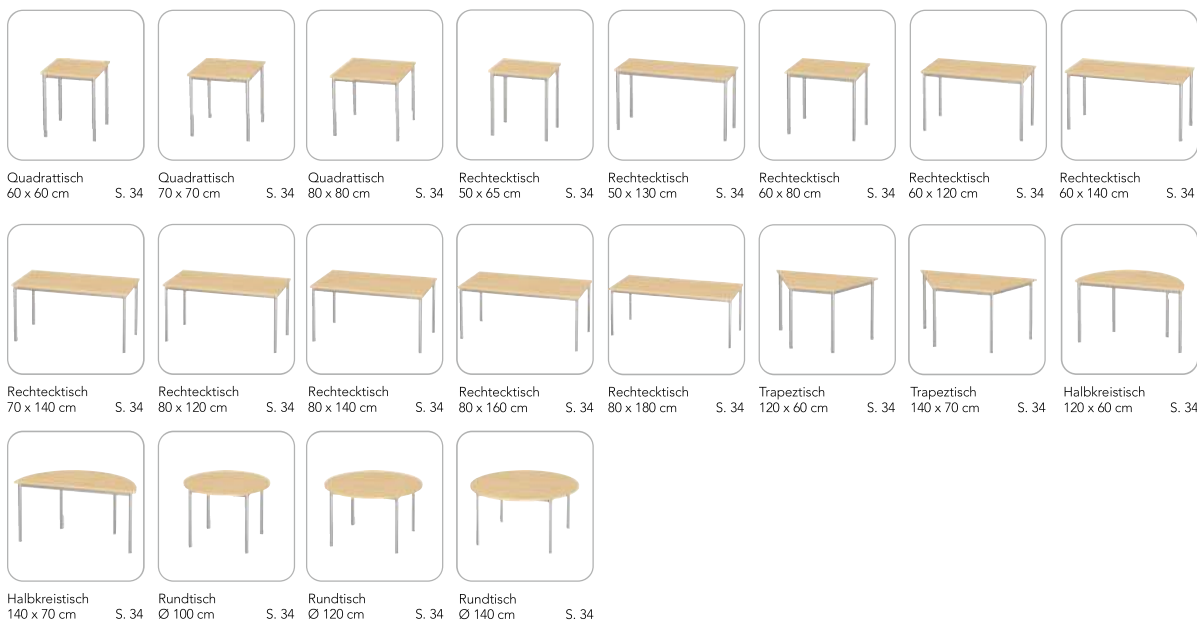 Quadrattisch
60 x 60 cm S. 34
Quadrattisch
70 x 70 cm S. 34
Quadrattisch
80 x 80 cm S. 34
Rechtecktisch
50 x 65 cm S. 34
Rechtecktisch
50 x 130 cm S. 34
Rechtecktisch
60 x 80 cm S. 34
Rechtecktisch
60 x 120 cm S. 34
Rechtecktisch
60 x 140 cm S. 34
Rechtecktisch
70 x 140 cm S. 34
Rechtecktisch
80 x 120 cm S. 34
Rechtecktisch
80 x 140 cm S. 34
Rechtecktisch
80 x 160 cm S. 34
Rechtecktisch
80 x 180 cm S. 34
Trapeztisch
120 x 60 cm S. 34
Trapeztisch
140 x 70 cm S. 34
Halbkreistisch
120 x 60 cm S. 34
Halbkreistisch
140 x 70 cm S. 34
Rundtisch
Ø 100 cm S. 34
Rundtisch
Ø 120 cm S. 34
Rundtisch
Ø 140 cm S. 34